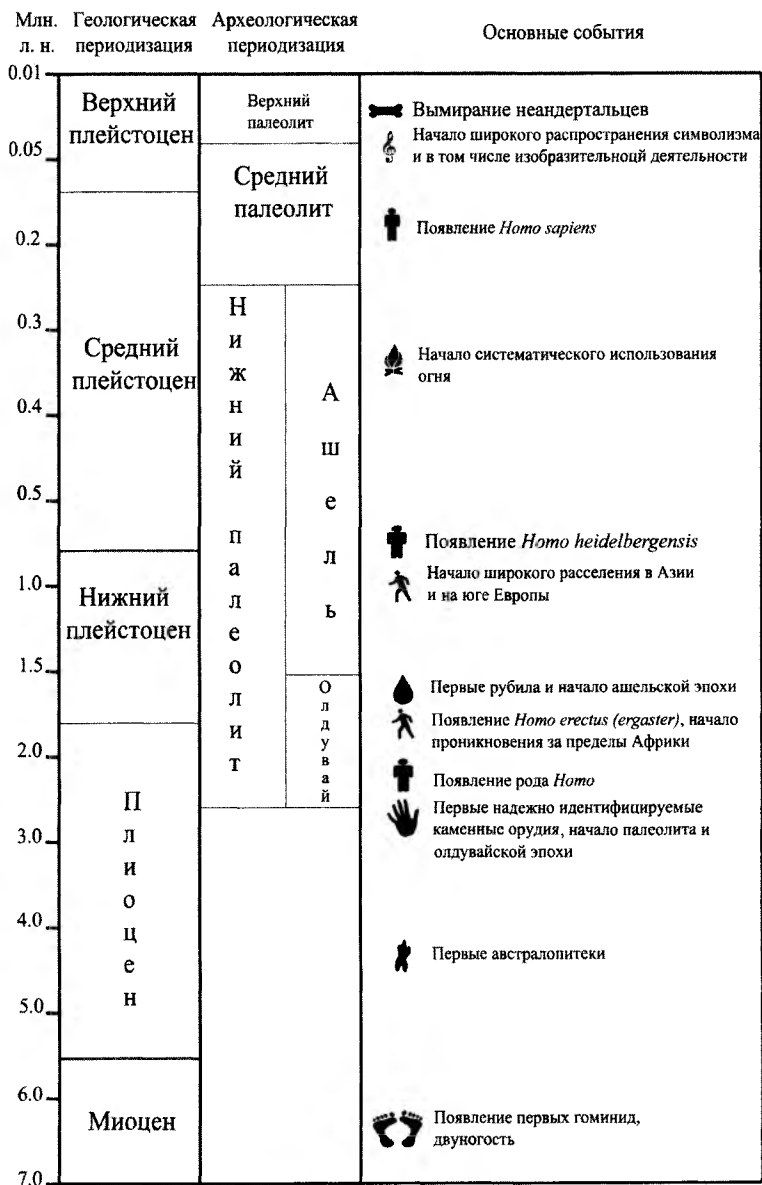 Млн. л. н.
Геологическая периодизация
Археологическая периодизация
Основные события
0.01
0.05
0.2
0.3
0.4
0.5
1.0
1.5
2.0
3.0
4.0
5.0
6.0
7.0
Верхний
плейстоцен
Средний
плейстоцен
Нижний
плейстоцен
Плиоцен
Миоцен
Верхний
палеолит
Средний
палеолит
Нижний палеолит
Ашель
Олдувай
Вымирание неандертальцев
Начало широкого распространения символизма
и в том числе изобразительноцй деятельности
Появление Homo sapiens
Начало систематического использования
огня
Появление Homo heidelbergensis
Начало широкого расселения в Азии
и на юге Европы
Первые рубила и начало ашельской эпохи
Появление Homo erectus (ergaster), начало
проникновения за пределы Африки
Появление рода Homo
Первые надежно идентифицируемые
каменные орудия, начало палеолита и
олдувайской эпохи
Первые австралопитеки
Появление первых гоминид,
двуногость